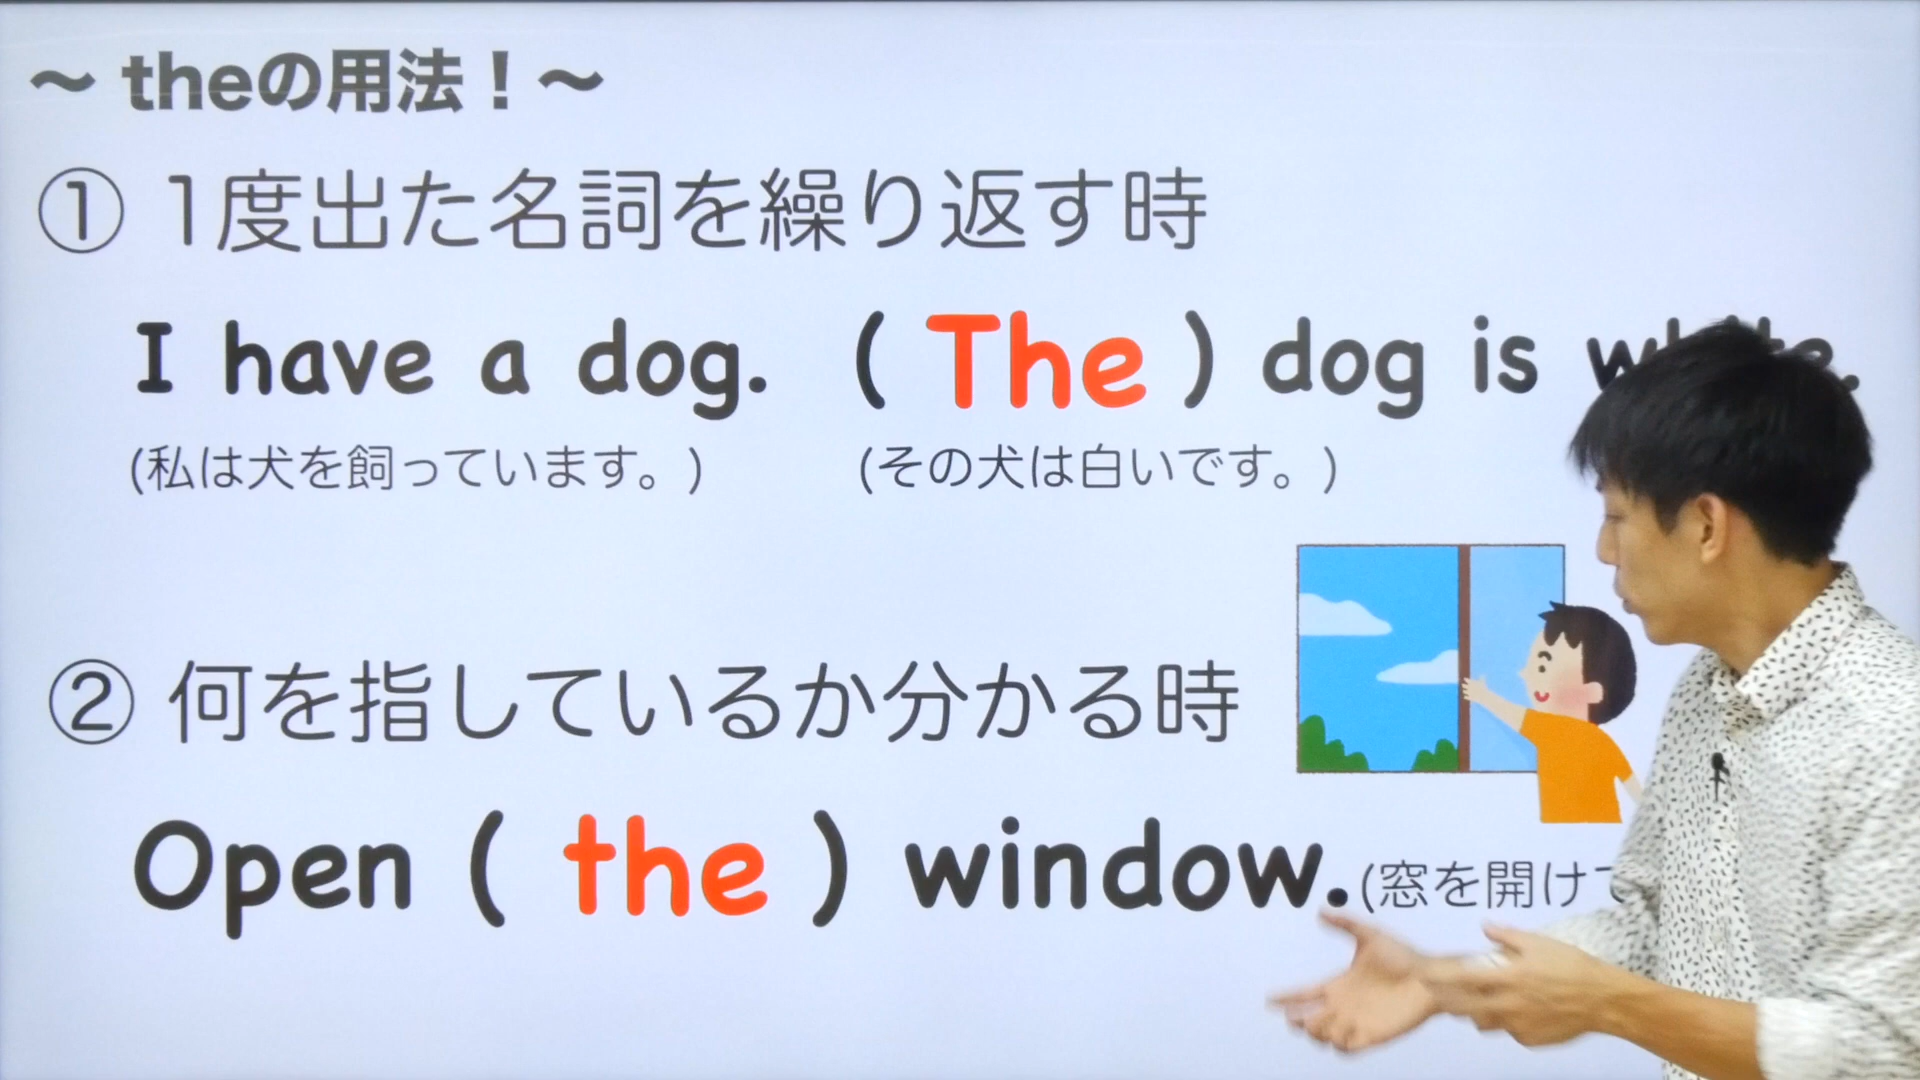 〜 theの用法！〜
① 1度出た名詞を繰り返す時
I have a dog. ( The ) dog is
(私は犬を飼っています。) (その犬は白いです。)
② 何を指しているか分かる時
Open ( the ) window. (窓を開け